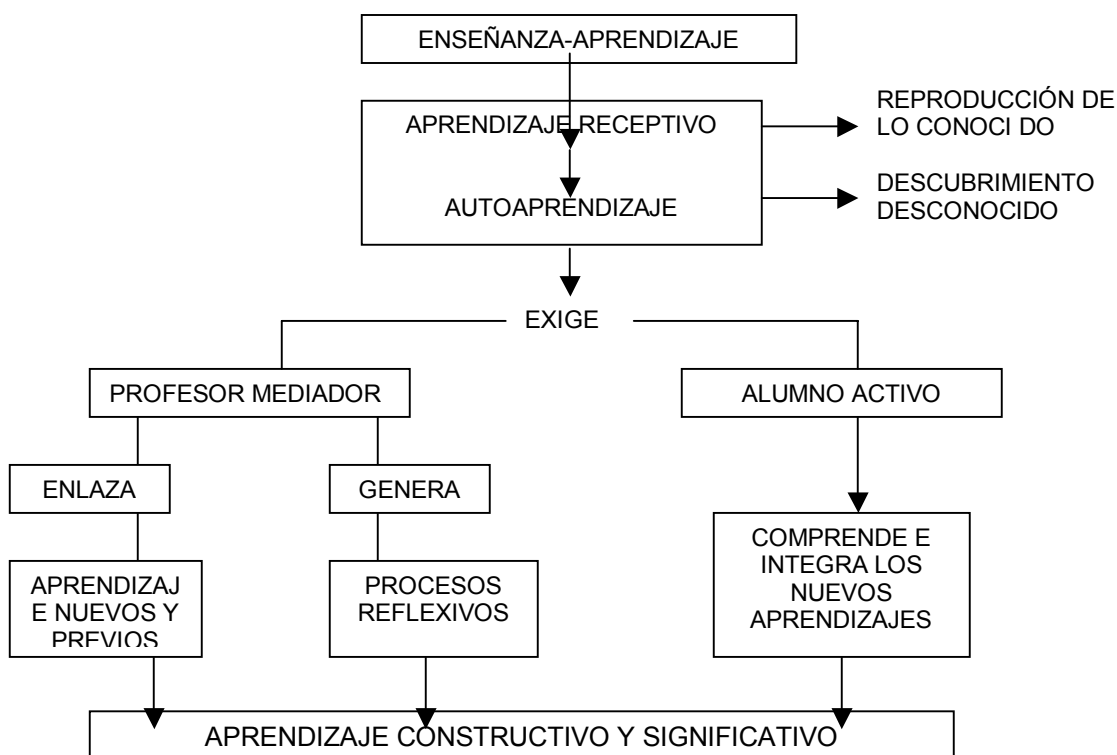 ENSEÑANZA-APRENDIZAJE
APRENDIZAJE RECEPTIVO
REPRODUCCIÓN DE
LO CONOCI DO
AUTOAPRENDIZAJE
DESCUBRIMIENTO
DESCONOCIDO
EXIGE
PROFESOR MEDIADOR
ALUMNO ACTIVO
ENLAZA
GENERA
APRENDIZAJ
E NUEVOS Y
PREVIOS
PROCESOS
REFLEXIVOS
COMPRENDE E
INTEGRA LOS
NUEVOS
APRENDIZAJES
APRENDIZAJE CONSTRUCTIVO Y SIGNIFICATIVO